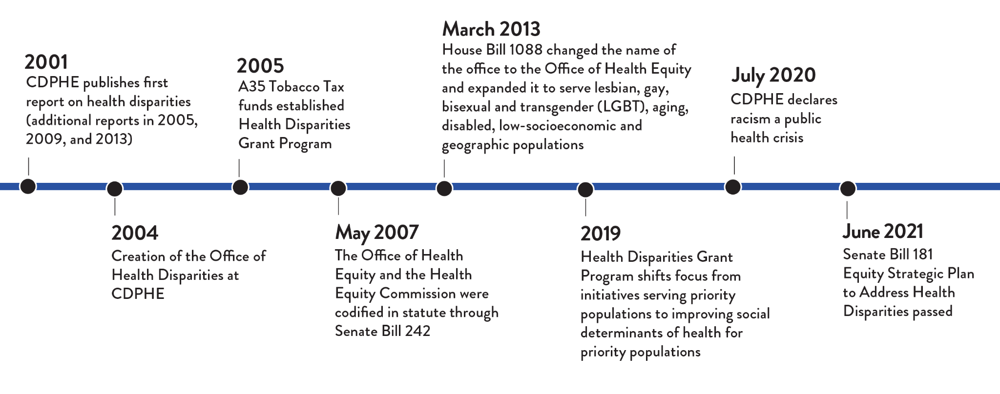 2001
CDPHE publishes first
report on health disparities
(additional reports in 2005,
2009, and 2013)
2004
Creation of the Office of
Health Disparities at
CDPHE
2005
A35 Tobacco Tax
funds established
Health Disparities
Grant Program
May 2007
The Office of Health
Equity and the Health
Equity Commission were
codified in statute through
Senate Bill 242
March 2013
House Bill 1088 changed the name of
the office to the Office of Health Equity
and expanded it to serve lesbian, gay,
bisexual and transgender (LGBT), aging,
disabled, low-socioeconomic and
geographic populations
2019
Health Disparities Grant
Program shifts focus from
initiatives serving priority
populations to improving social
determinants of health for
priority populations
July 2020
CDPHE declares
racism a public
health crisis
June 2021
Senate Bill 181
Equity Strategic Plan
to Address Health
Disparities passed